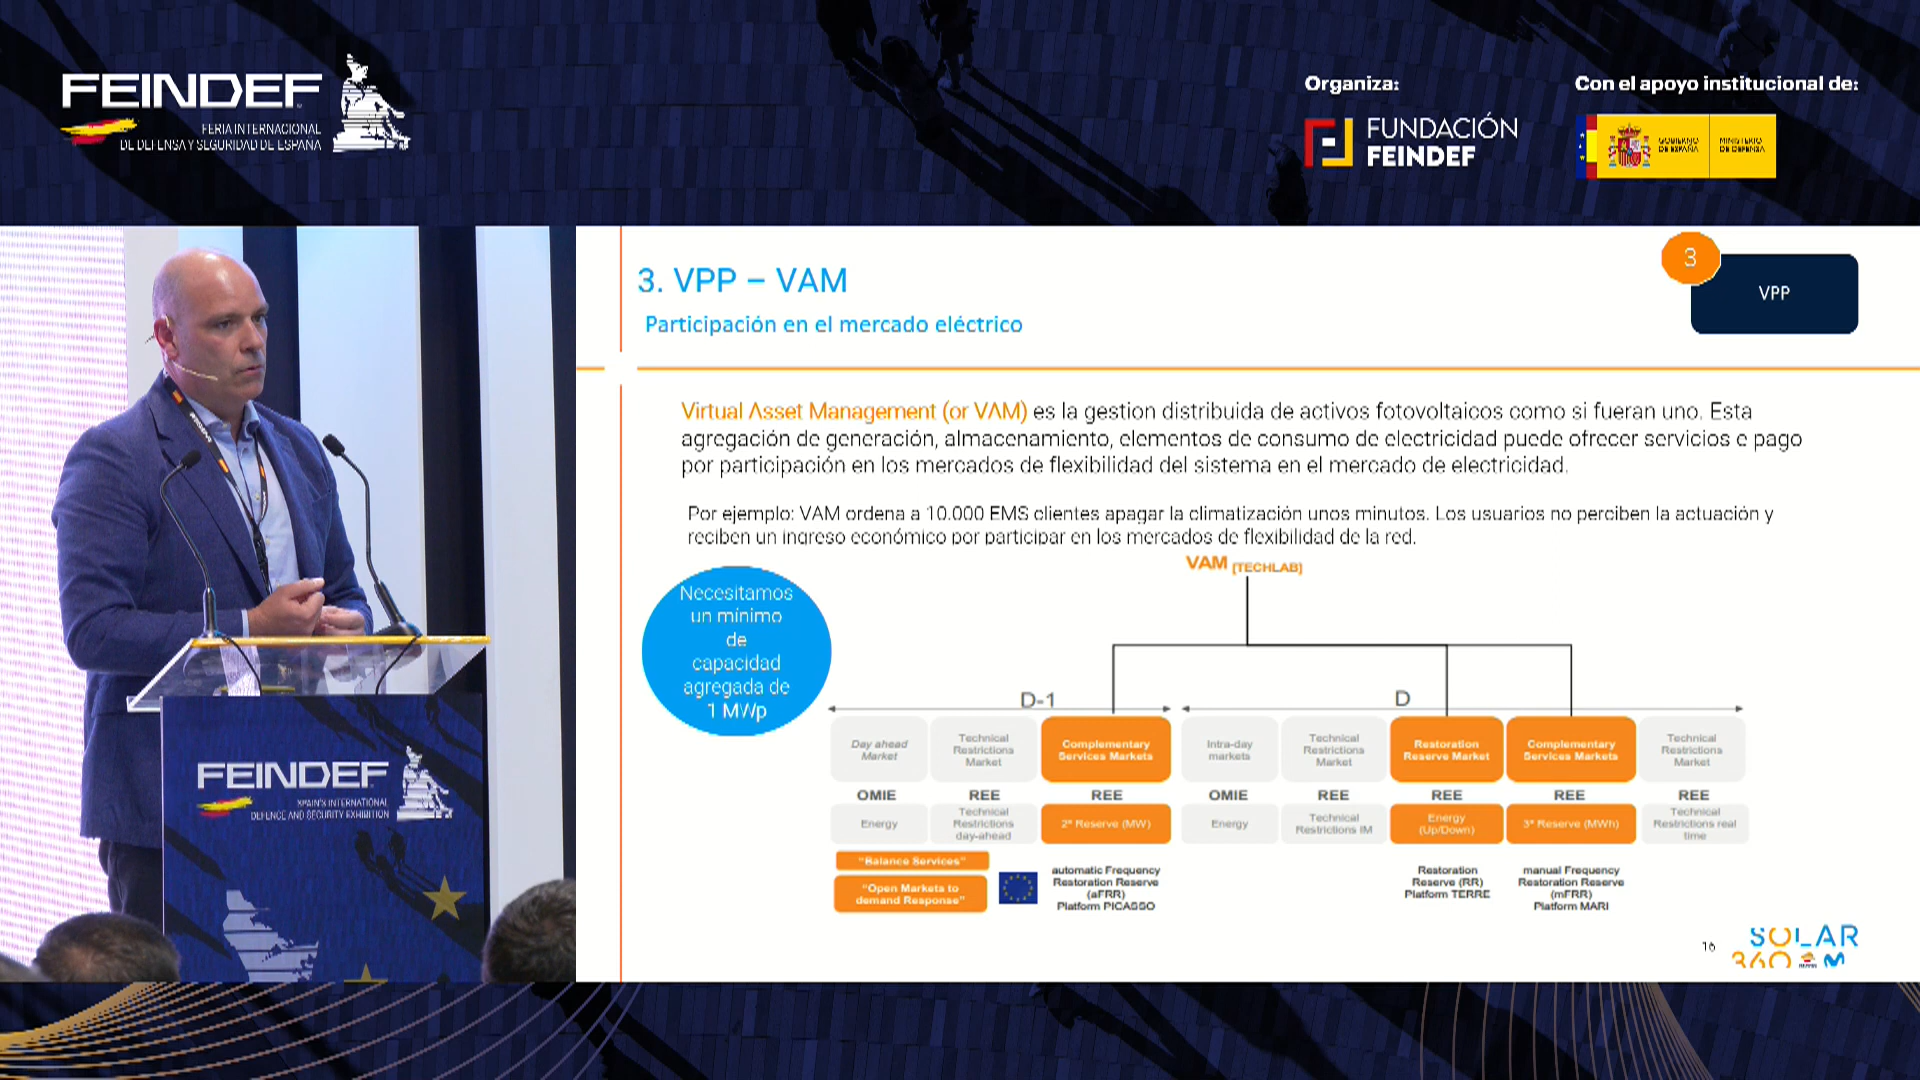 FEINDEF
FERIA INTERNACIONAL
DE DEFENSA Y SEGURIDAD DE ESPAÑA
Organiza:
FUNDACIÓN
FEINDEF
Con el apoyo institucional de:
GOBIERNO
DE ESPAÑA
MINISTERIO
DE DEFENSA
3. VPP – VAM
Participación en el mercado eléctrico
3
VPP
Virtual Asset Management (or VAM) es la gestion distribuida de activos fotovoltaicos como si fueran uno. Esta
agregación de generación, almacenamiento, elementos de consumo de electricidad puede ofrecer servicios e pago
por participación en los mercados de flexibilidad del sistema en el mercado de electricidad.
Por ejemplo: VAM ordena a 10.000 EMS clientes apagar la climatización unos minutos. Los usuarios no perciben la actuación y
reciben un ingreso económico por participar en los mercados de flexibilidad de la red.
VAM [TECHLAB]
Necesitamos
un mínimo
de
capacidad
agregada de
1 MWp
D-1
D
Day ahead
Market
Technical
Restrictions
Market
Complementary
Services Markets
Intra-day
markets
Technical
Restrictions
Market
Restoration
Reserve Market
Complementary
Services Markets
Technical
Restrictions
Market
OMIE
REE
REE
OMIE
REE
REE
REE
REE
Energy
Technical
Restrictions
day-ahead
2ª Reserve (MW)
Energy
Technical
Restrictions IM
Energy
(Up/Down)
3ª Reserve (MWh)
Technical
Restrictions real
time
"Balance Services"
"Open Markets to
demand Response"
automatic Frequency
Restoration Reserve
(aFRR)
Platform PICASSO
Restoration
Reserve (RR)
Platform TERRE
manual Frequency
Restoration Reserve
(mFRR)
Platform MARI
16
SOLAR
360
FEINDEF
SPAIN'S INTERNATIONAL
DEFENCE AND SECURITY EXHIBITION